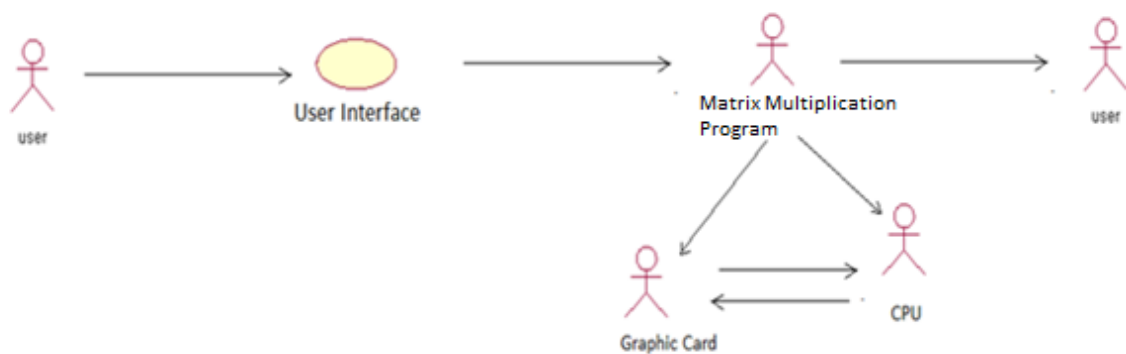 user
User Interface
Matrix Multiplication
Program
user
Graphic Card
CPU